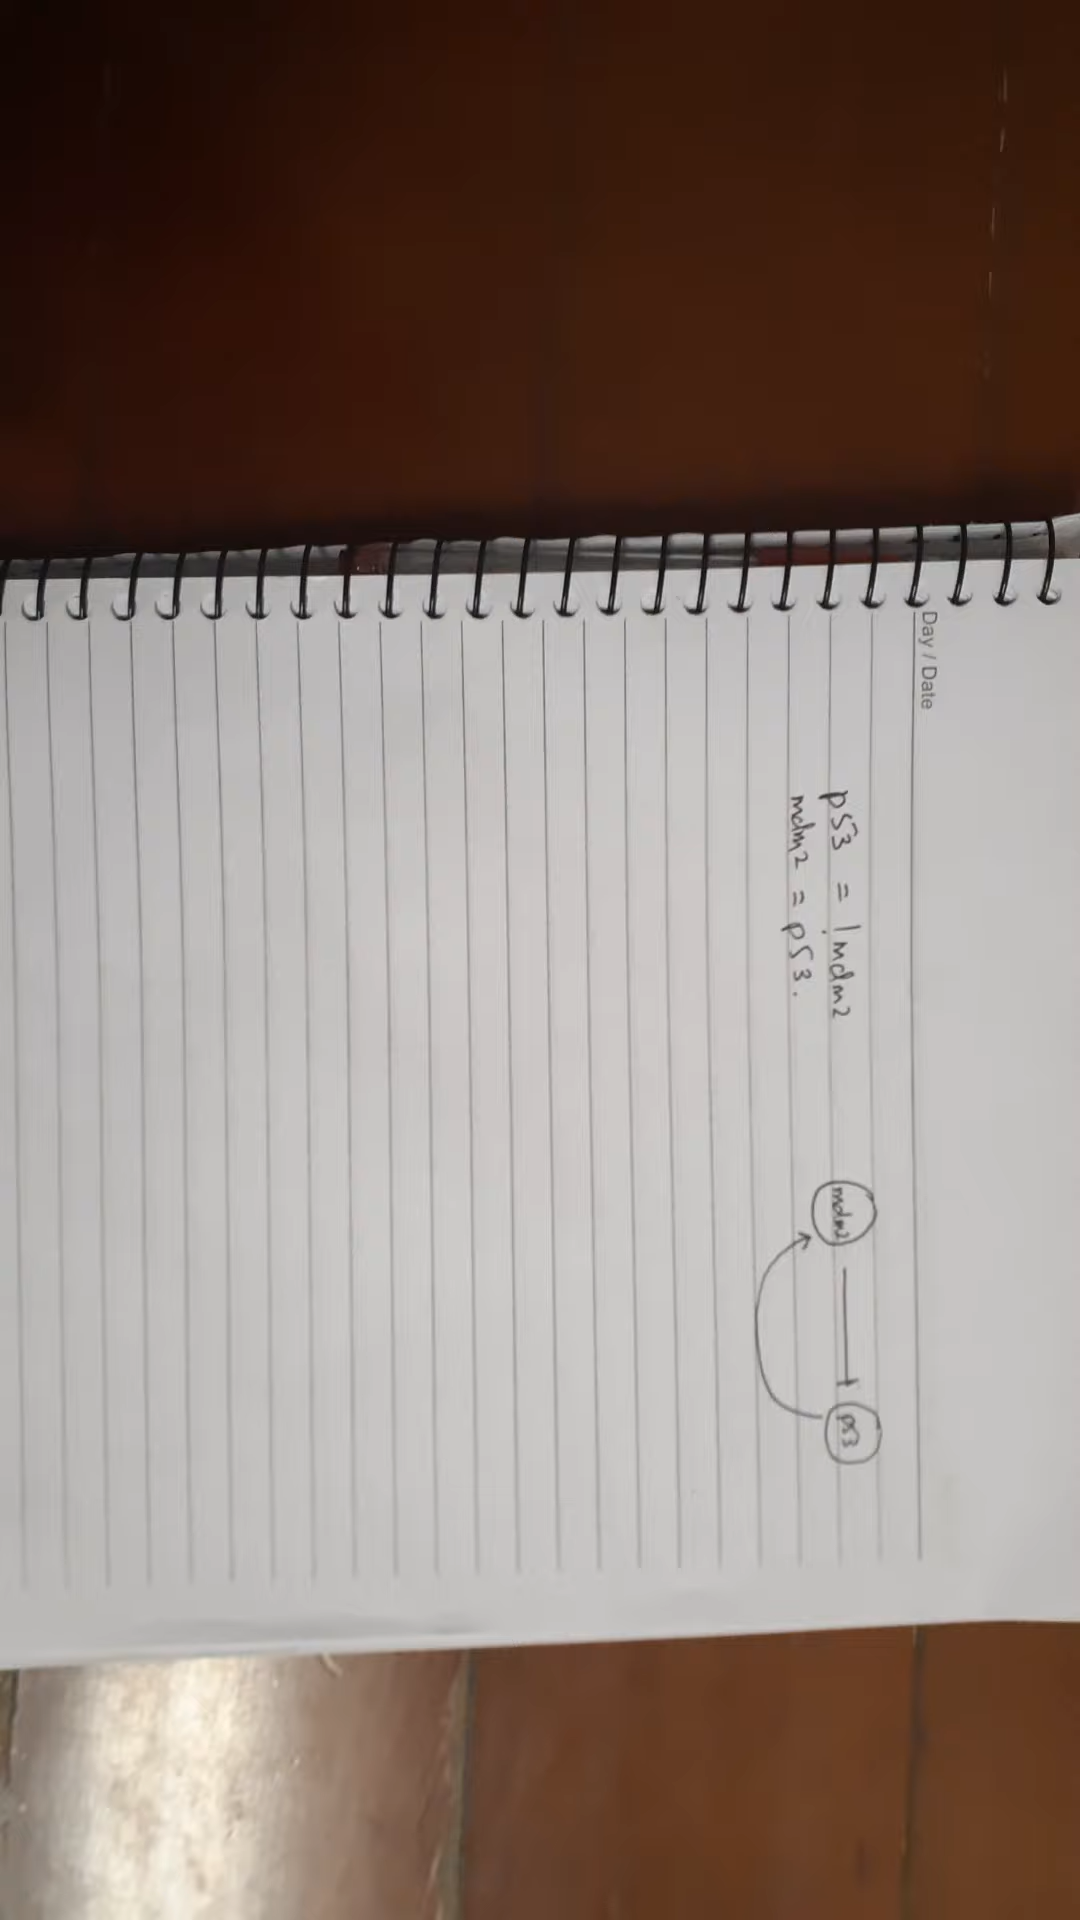 Day / Date
p53 = !mdm2
mdm2 = p53.
mdm2
p53